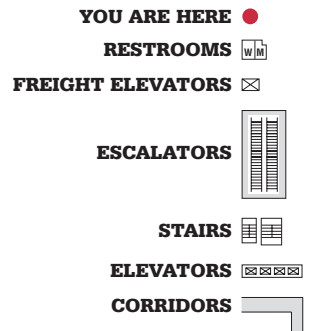 YOU ARE HERE
RESTROOMS W M
FREIGHT ELEVATORS
ESCALATORS
STAIRS
ELEVATORS
CORRIDORS